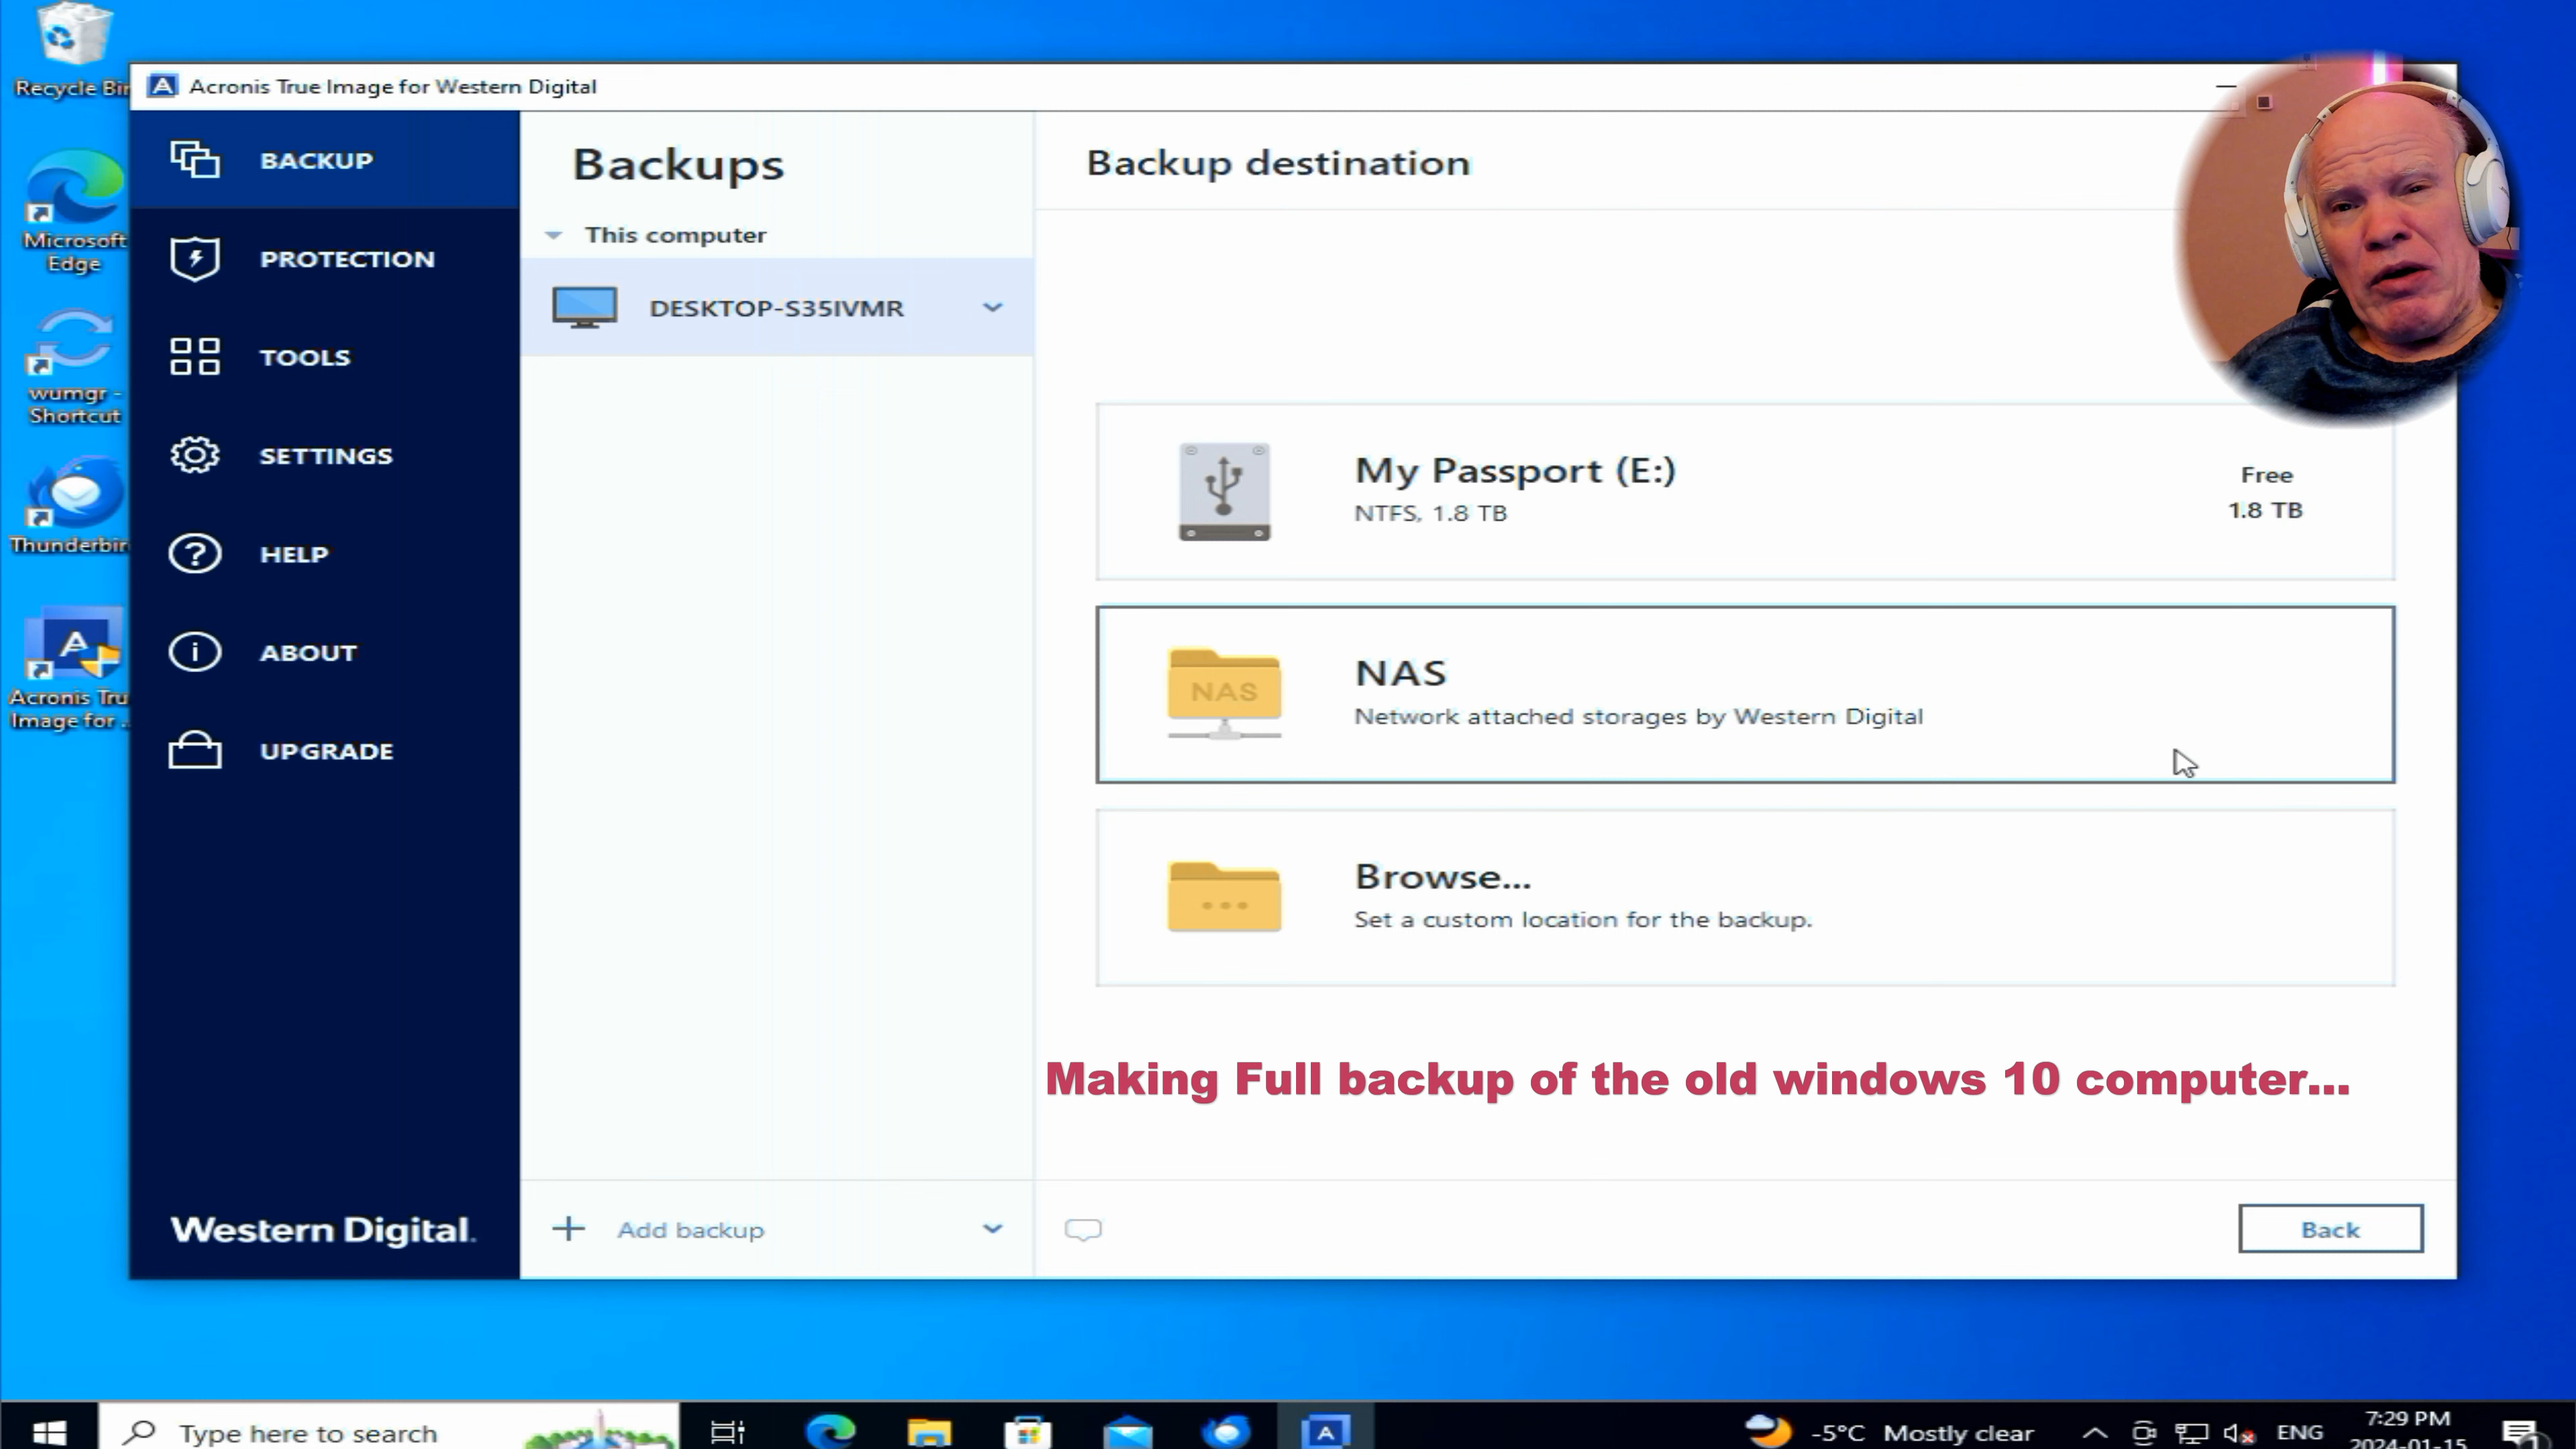 Recycle Bin
Acronis True Image for Western Digital
Microsoft
Edge
wumgr -
Shortcut
Thunderbir
Acronis Tru
Image for ...
BACKUP
PROTECTION
TOOLS
SETTINGS
HELP
ABOUT
UPGRADE
Western Digital.
Backups
This computer
DESKTOP-S35IVMR
Add backup
Backup destination
My Passport (E:)
NTFS, 1.8 TB
Free
1.8 TB
NAS
NAS
Network attached storages by Western Digital
Browse...
Set a custom location for the backup.
Making Full backup of the old windows 10 computer...
Back
Type here to search
-5°C Mostly clear
ENG
7:29 PM
2024-01-15